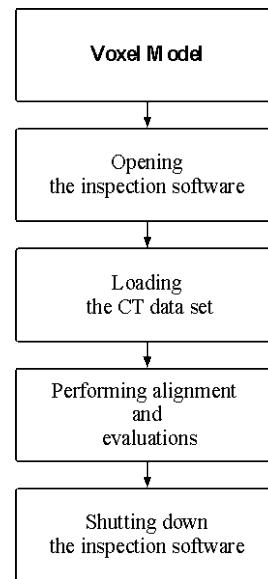 Voxel Model
Opening
the inspection software
Loading
the CT data set
Performing alignment
and
evaluations
Shutting down
the inspection software